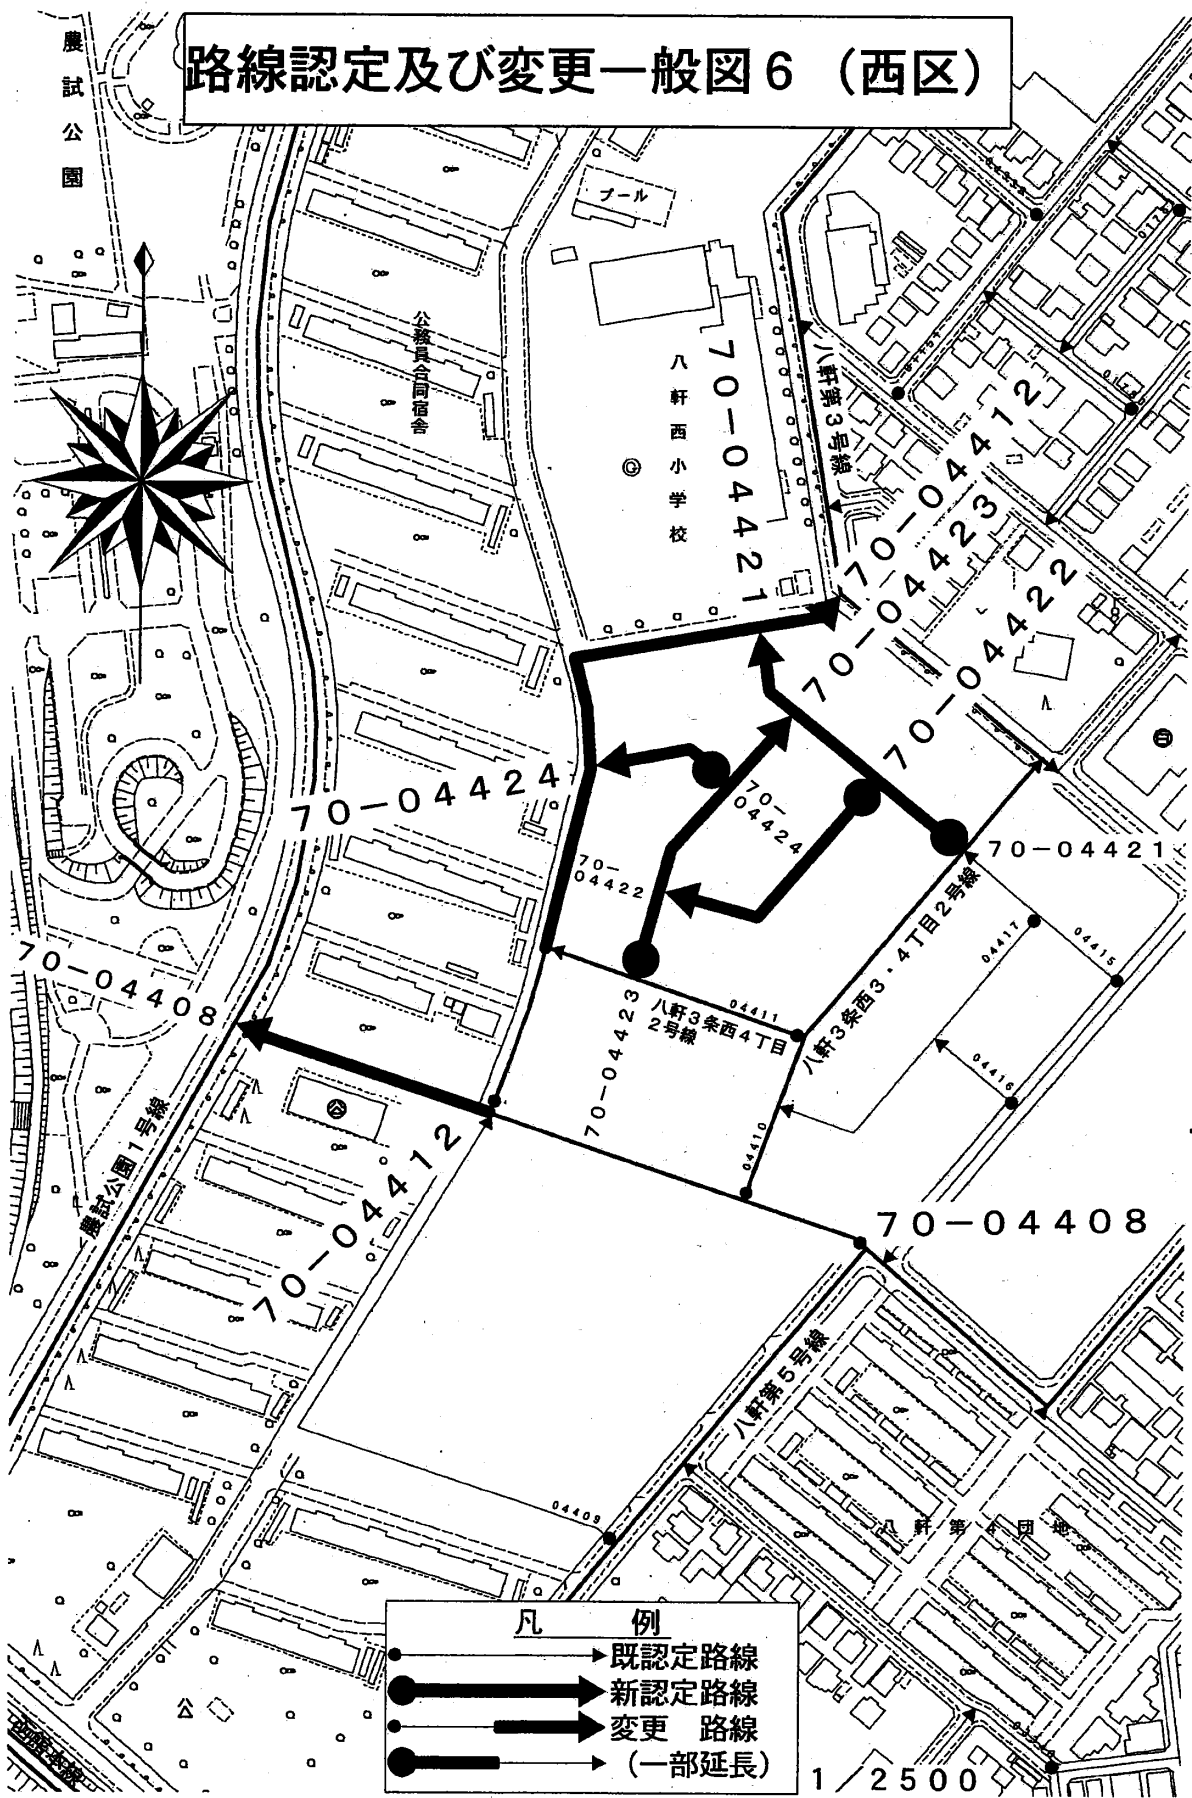 路線認定及び変更一般図６（西区）
農試公園
プール
公務員合同宿舎
八軒西小学校
70-04421
八軒第3号線
70-04412
70-04423
70-04422
70-04424
70-
04424
70-
04422
70-04421
八軒3条西3・4丁目2号線
04417
04415
04416
04411
八軒3条西4丁目
2号線
70-04423
04410
70-04408
農試公園1号線
70-04412
70-04408
八軒第5号線
04409
八軒第4団地
公
函館本線
凡 例
既認定路線
新認定路線
変更 路線
（一部延長）
1/2500